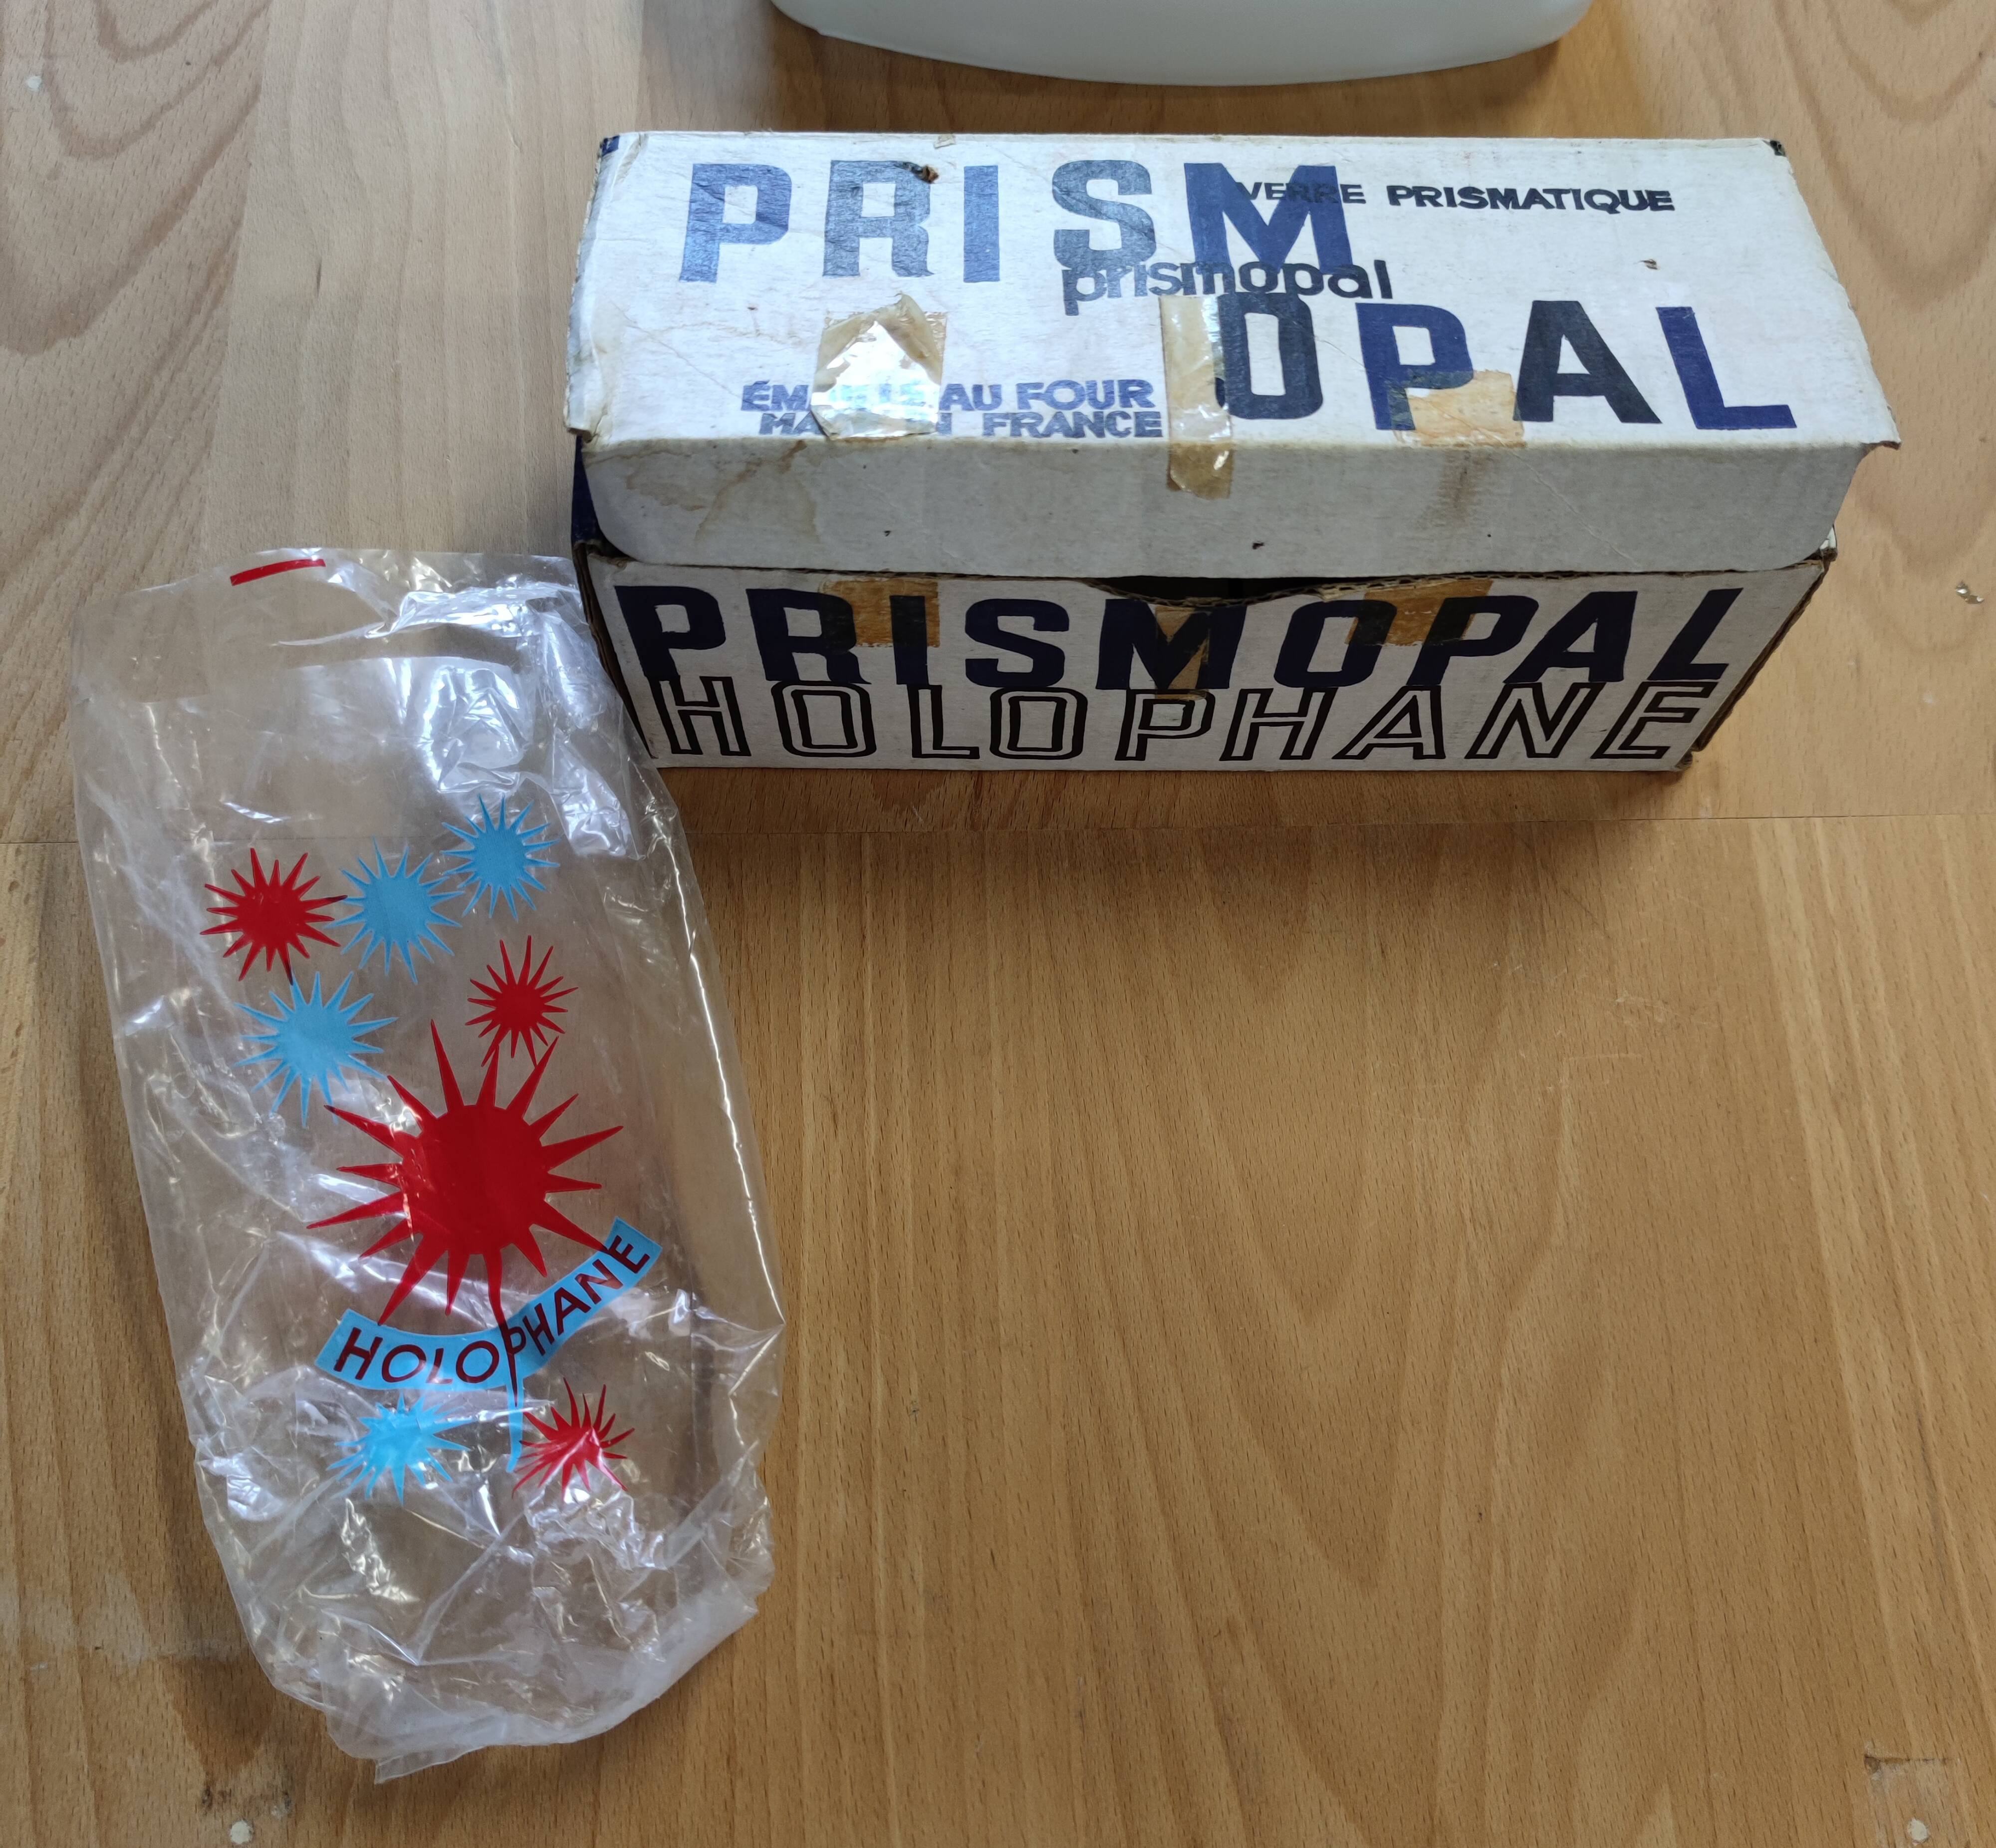 PRISM
VERRE PRISMATIQUE
prismopal
OPAL
AU FOUR
FRANCE
PRISMOPAL
HOLOPHANE
HOLOPHANE